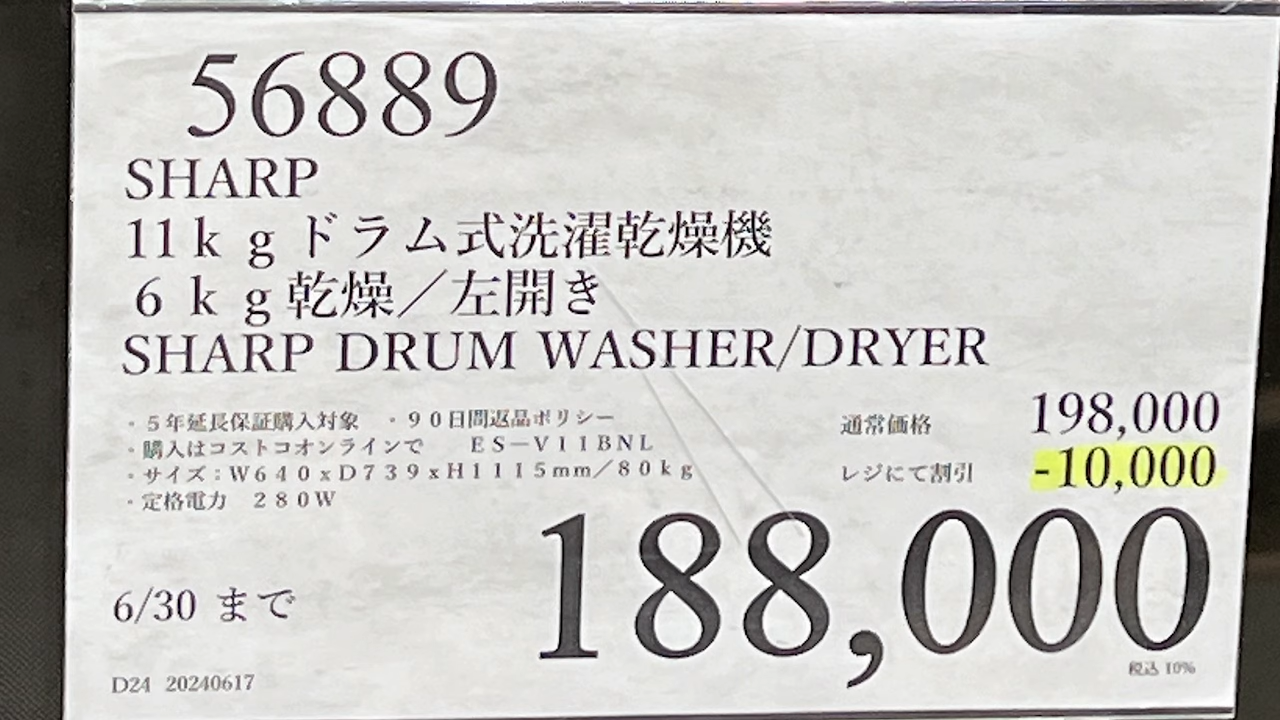 56889
SHARP
11kgドラム式洗濯乾燥機
6kg乾燥／左開き
SHARP DRUM WASHER/DRYER
・５年延長保証購入対象　・９０日間返品ポリシー
・購入はコストコオンラインで　ＥＳ－Ｖ１１ＢＮＬ
・サイズ：Ｗ６４０ｘＤ７３９ｘＨ１１１５mm／８０ｋｇ
・定格電力　２８０Ｗ
通常価格 198,000
レジにて割引 -10,000
188,000
税込 10%
6/30 まで
D24 20240617